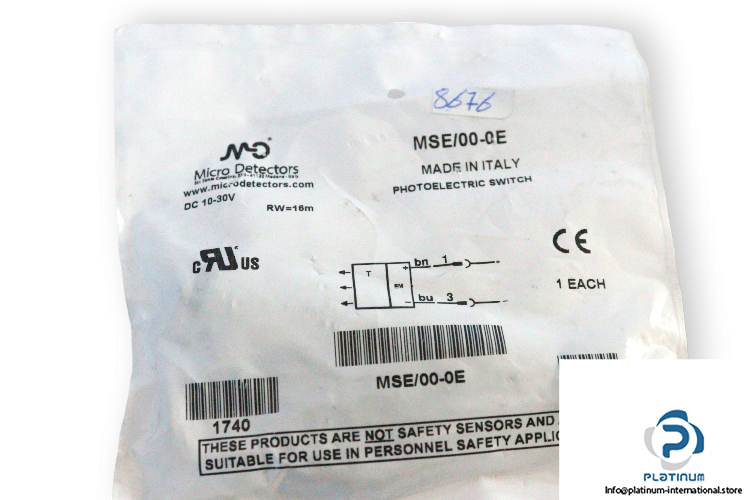 8676
MD
Micro Detectors
www.microdetectors.com
DC 10-30V
RW=16m
MSE/00-0E
MADE IN ITALY
PHOTOELECTRIC SWITCH
c RU US
CE
1 EACH
T
EM
+
bn 1
-
bu 3
MSE/00-0E
1740
THESE PRODUCTS ARE NOT SAFETY SENSORS AND
SUITABLE FOR USE IN PERSONNEL SAFETY APPLIC
PLATINUM
Info@platinum-international.store